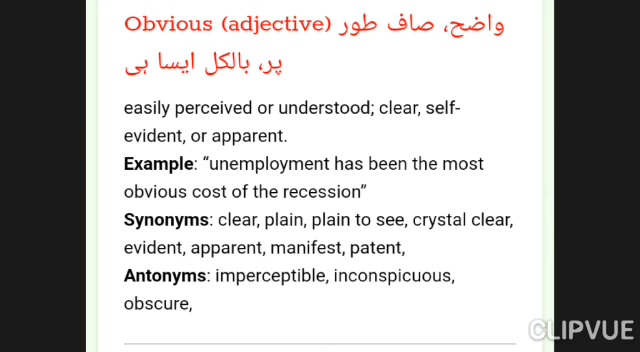 Obvious (adjective) واضح، صاف طور
پر، بالکل ایسا ہی
easily perceived or understood; clear, self-
evident, or apparent.
Example: “unemployment has been the most
obvious cost of the recession”
Synonyms: clear, plain, plain to see, crystal clear,
evident, apparent, manifest, patent,
Antonyms: imperceptible, inconspicuous,
obscure,
CLIPVUE